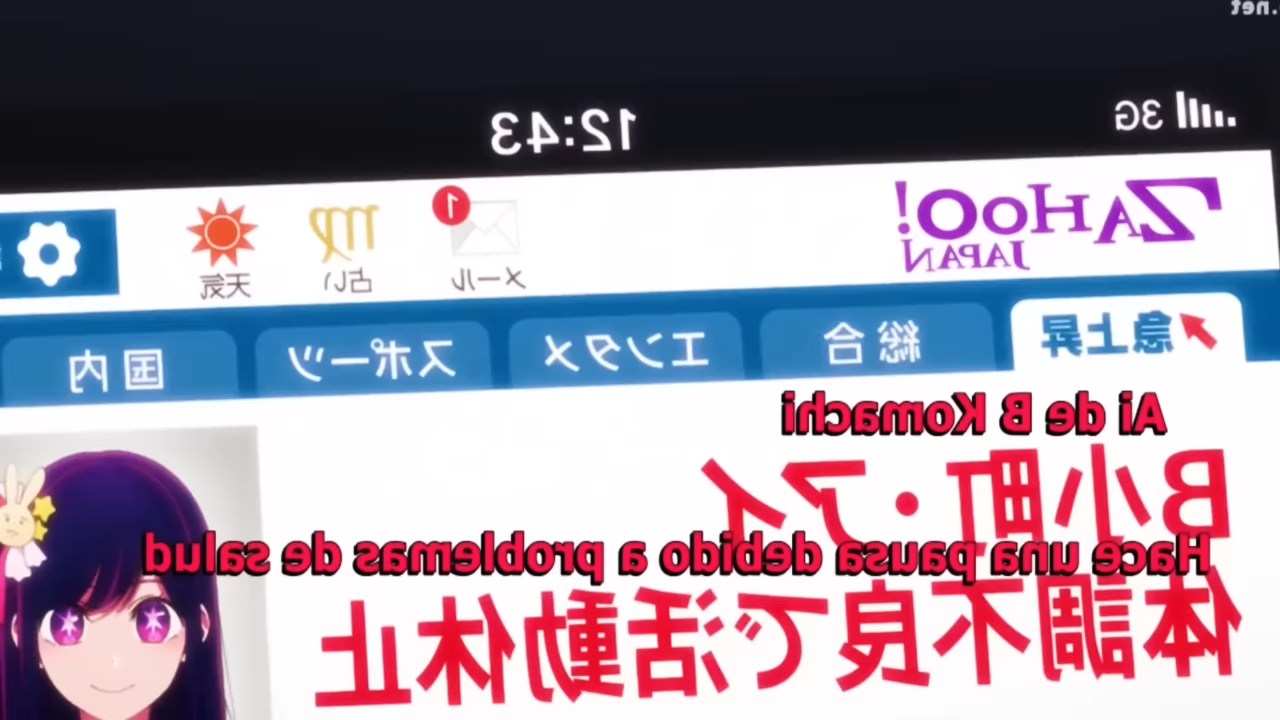 .net
3G 12:43
ZAHOO!
JAPAN
メール 1
占い
天気
急上昇 総合 エンタメ スポーツ 国内
Ai de B Komachi
B小町・アイ
Hace una pausa debido a problemas de salud
体調不良で活動休止